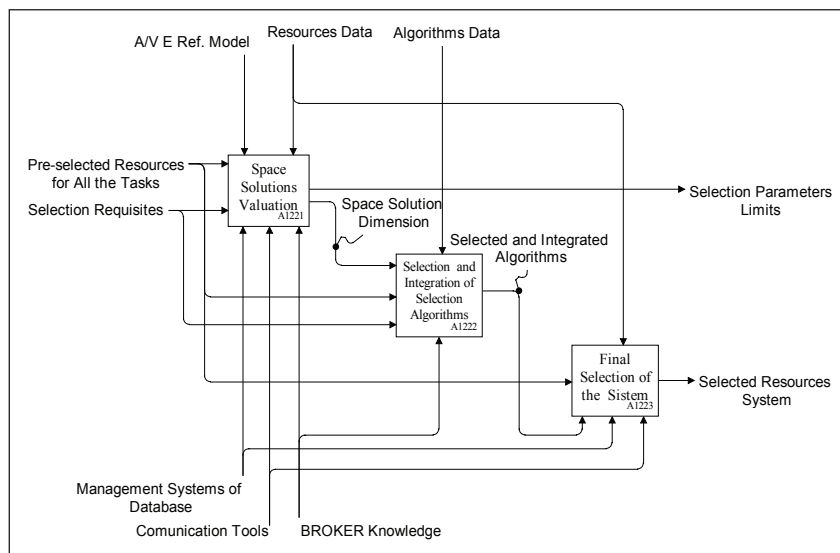 A/V E Ref. Model
Resources Data
Algorithms Data
Pre-selected Resources
for All the Tasks
Selection Requisites
Space
Solutions
Valuation
A1221
Space Solution
Dimension
Selection Parameters
Limits
Selected and Integrated
Algorithms
Selection and
Integration of
Selection
Algorithms
A1222
Final
Selection of
the Sistem
A1223
Selected Resources
System
Management Systems of
Database
Comunication Tools
BROKER Knowledge